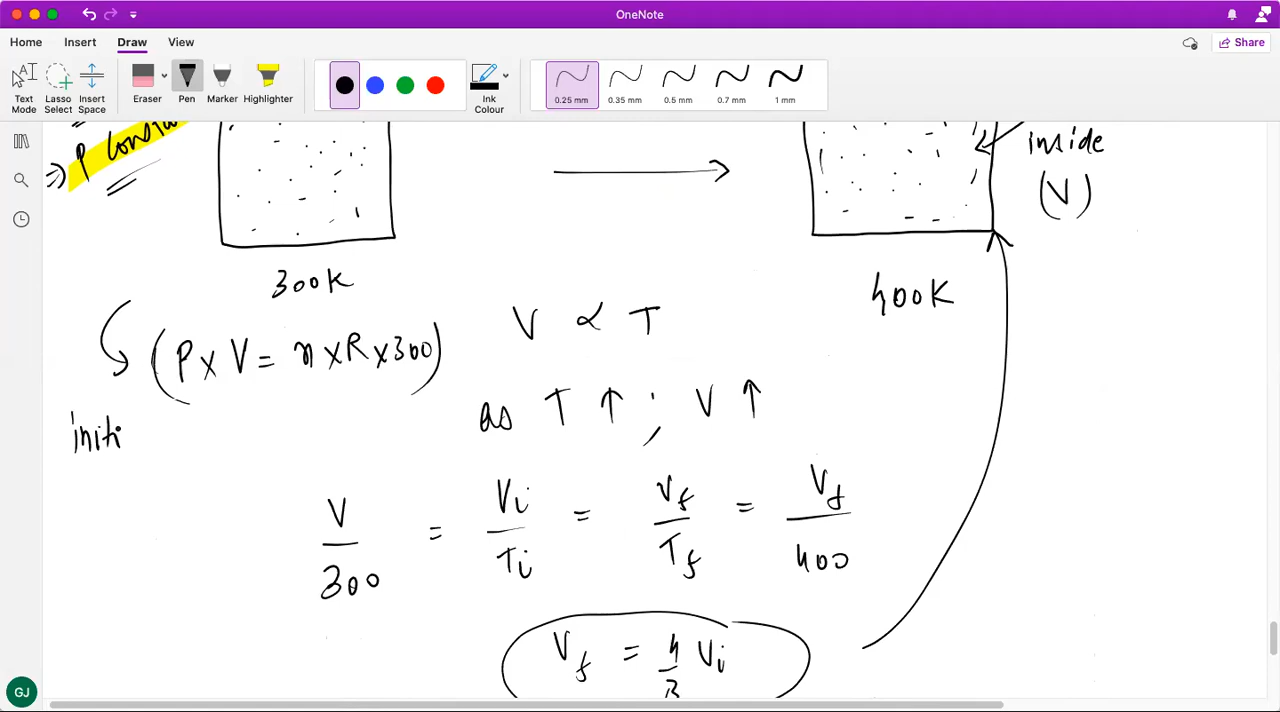 OneNote
Home Insert Draw View
Share
Text Mode
Lasso Select
Insert Space
Eraser
Pen
Marker
Highlighter
Ink Colour
0.25 mm 0.35 mm 0.5 mm 0.7 mm 1 mm
⇒ P
inside
(V)
300K
400K
(P x V = n x R x 300)
V ∝ T
initi
as T ↑ ; V ↑
V/300 = Vi/Ti = Vf/Tf = Vf/400
Vf = 4/3 Vi
GJ